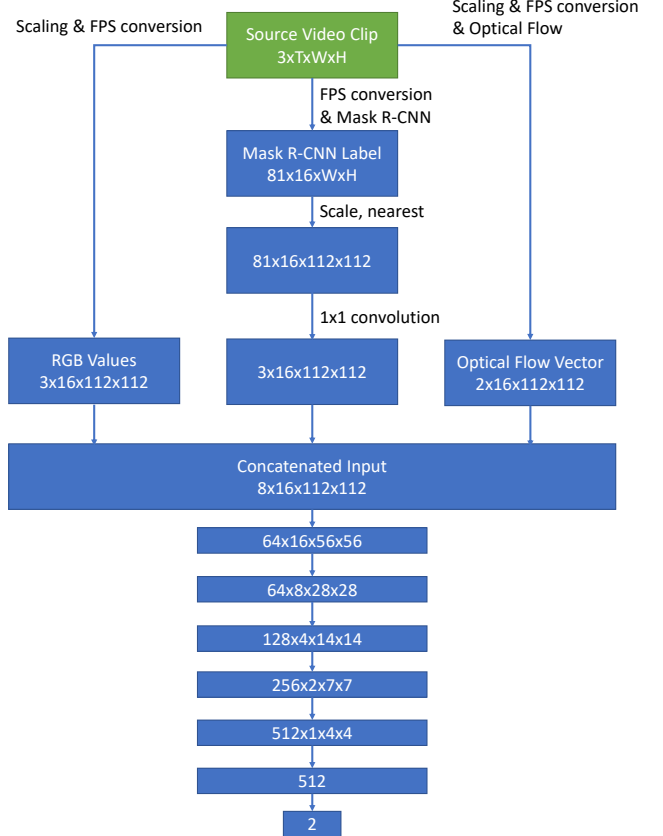 Scaling & FPS conversion
Source Video Clip
3xTxWxH
Scaling & FPS conversion
& Optical Flow
FPS conversion
& Mask R-CNN
Mask R-CNN Label
81x16xWxH
Scale, nearest
81x16x112x112
1x1 convolution
RGB Values
3x16x112x112
3x16x112x112
Optical Flow Vector
2x16x112x112
Concatenated Input
8x16x112x112
64x16x56x56
64x8x28x28
128x4x14x14
256x2x7x7
512x1x4x4
512
2